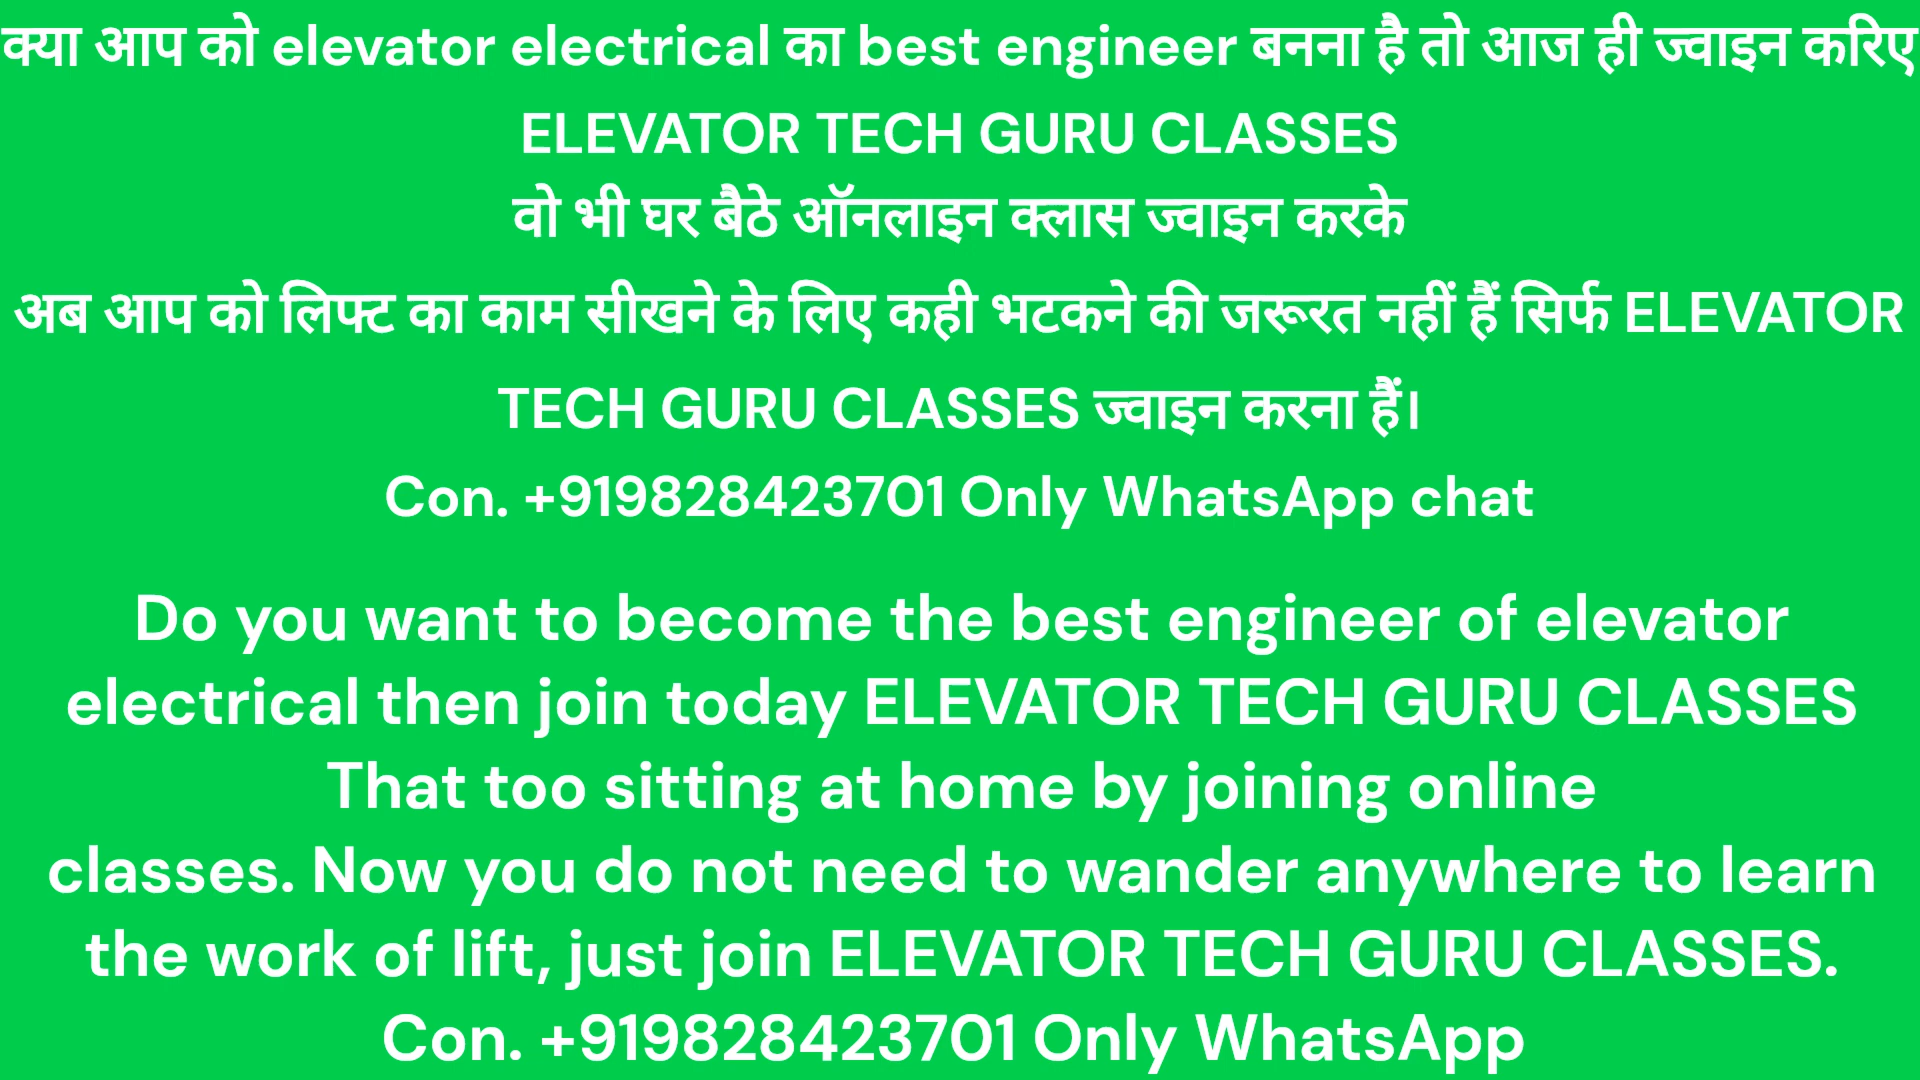 क्या आप को elevator electrical का best engineer बनना है तो आज ही ज्वाइन करिए
ELEVATOR TECH GURU CLASSES
वो भी घर बैठे ऑनलाइन क्लास ज्वाइन करके
अब आप को लिफ्ट का काम सीखने के लिए कही भटकने की जरूरत नहीं हैं सिर्फ ELEVATOR
TECH GURU CLASSES ज्वाइन करना हैं।
Con. +919828423701 Only WhatsApp chat
Do you want to become the best engineer of elevator
electrical then join today ELEVATOR TECH GURU CLASSES
That too sitting at home by joining online
classes. Now you do not need to wander anywhere to learn
the work of lift, just join ELEVATOR TECH GURU CLASSES.
Con. +919828423701 Only WhatsApp